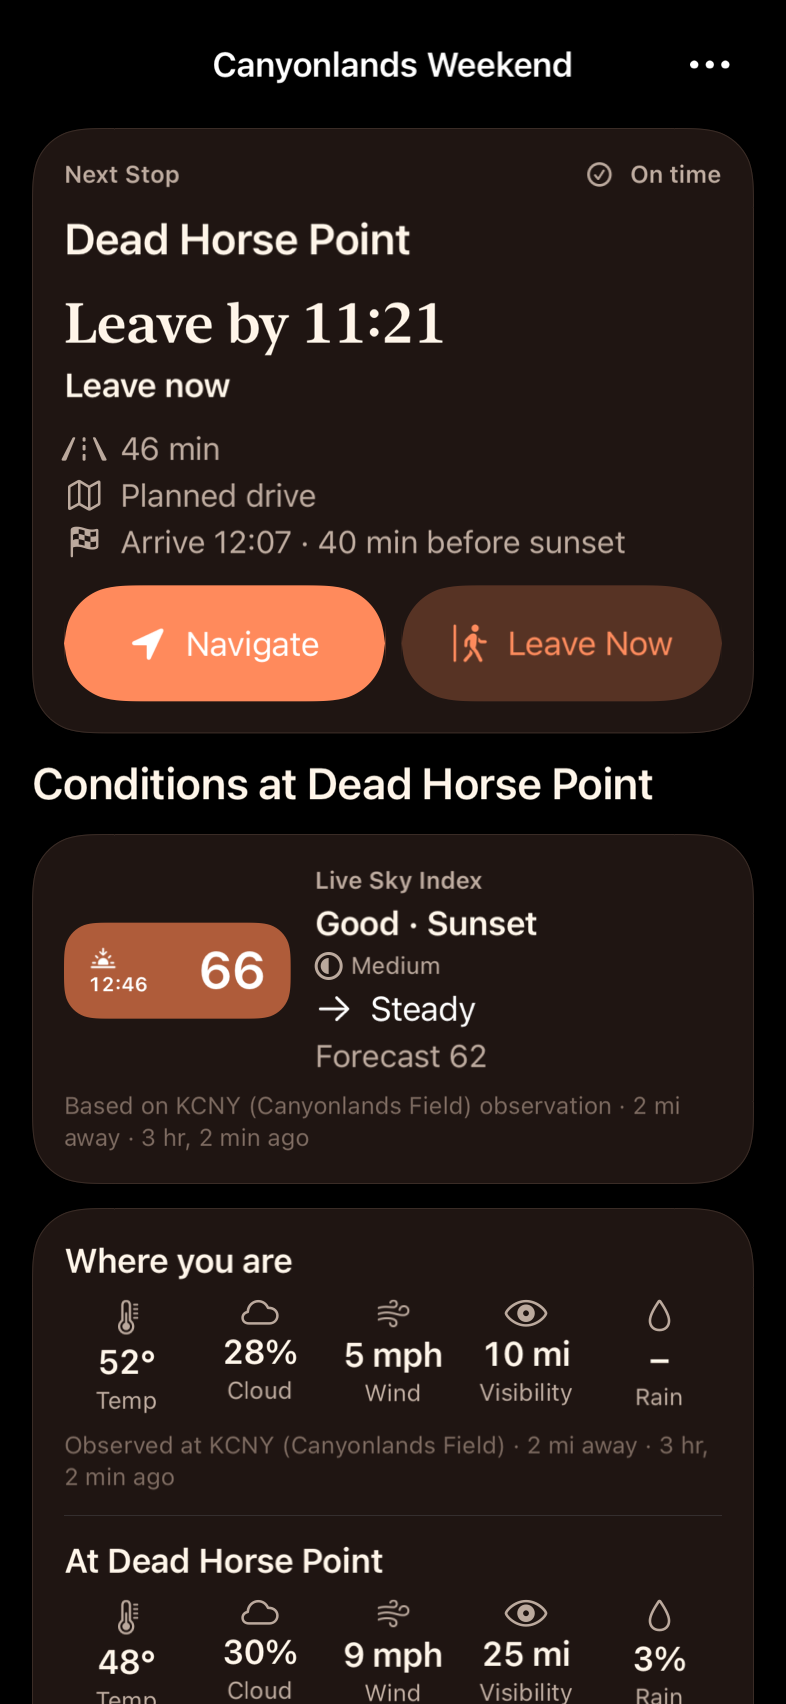 Canyonlands Weekend
Next Stop
On time
Dead Horse Point
Leave by 11:21
Leave now
46 min
Planned drive
Arrive 12:07 · 40 min before sunset
Navigate
Leave Now
Conditions at Dead Horse Point
12:46
66
Live Sky Index
Good · Sunset
Medium
Steady
Forecast 62
Based on KCNY (Canyonlands Field) observation · 2 mi
away · 3 hr, 2 min ago
Where you are
52° 28% 5 mph 10 mi –
Temp Cloud Wind Visibility Rain
Observed at KCNY (Canyonlands Field) · 2 mi away · 3 hr,
2 min ago
At Dead Horse Point
48° 30% 9 mph 25 mi 3%
Temp Cloud Wind Visibility Rain